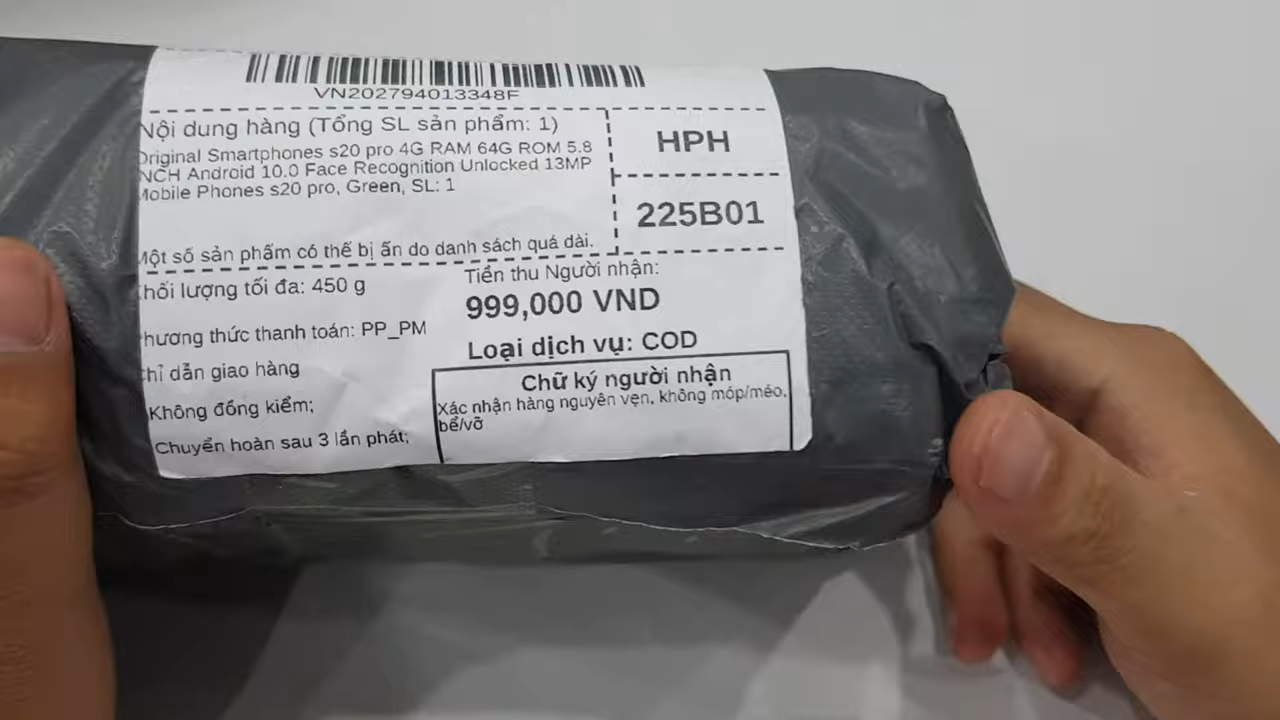 VN202794013348F
Nội dung hàng (Tổng SL sản phẩm: 1)
Original Smartphones s20 pro 4G RAM 64G ROM 5.8
NCH Android 10.0 Face Recognition Unlocked 13MP
Mobile Phones s20 pro, Green, SL: 1
Một số sản phẩm có thể bị ẩn do danh sách quá dài.
HPH
225B01
hối lượng tối đa: 450 g
hương thức thanh toán: PP_PM
hỉ dẫn giao hàng
Không đồng kiểm;
Chuyển hoàn sau 3 lần phát;
Tiền thu Người nhận:
999,000 VND
Loại dịch vụ: COD
Chữ ký người nhận
Xác nhận hàng nguyên vẹn, không móp/méo,
bể/vỡ